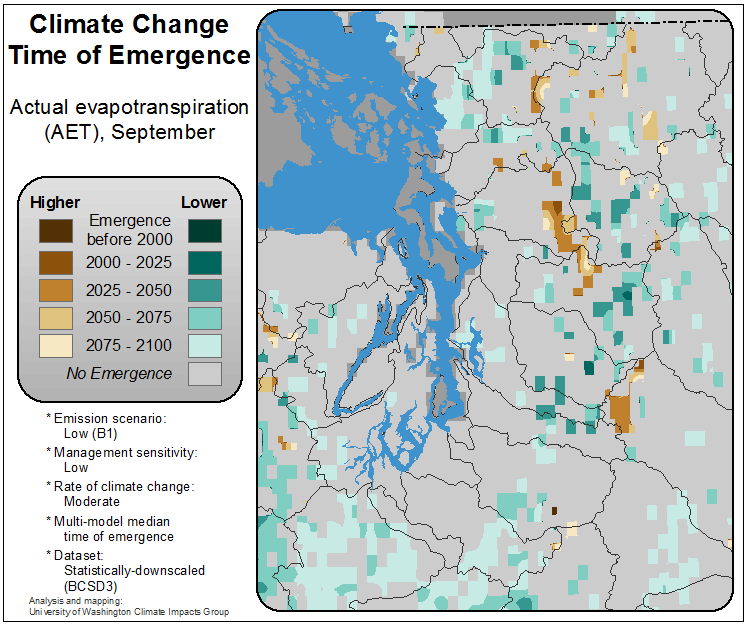 Climate Change
Time of Emergence
Actual evapotranspiration
(AET), September
Higher
Lower
Emergence
before 2000
2000 - 2025
2025 - 2050
2050 - 2075
2075 - 2100
No Emergence
* Emission scenario:
Low (B1)
* Management sensitivity:
Low
* Rate of climate change:
Moderate
* Multi-model median
time of emergence
* Dataset:
Statistically-downscaled
(BCSD3)
Analysis and mapping:
University of Washington Climate Impacts Group